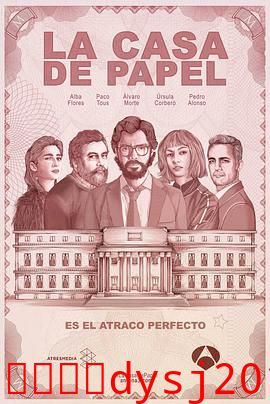 LA CASA
DE PAPEL
Alba Flores
Paco Tous
Álvaro Morte
Úrsula Corberó
Pedro Alonso
ES EL ATRACO PERFECTO
ATRESMEDIA
dysj20